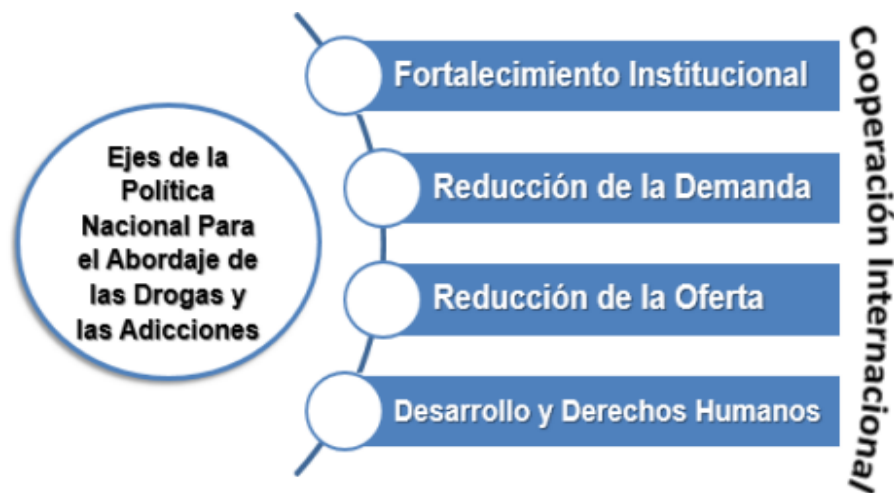 Ejes de la
Política
Nacional Para
el Abordaje de
las Drogas y
las Adicciones
Fortalecimiento Institucional
Reducción de la Demanda
Reducción de la Oferta
Desarrollo y Derechos Humanos
Cooperación Internacional